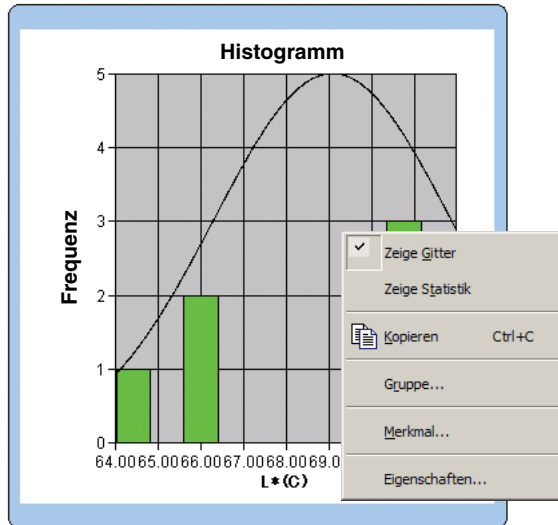 Histogramm
Frequenz
5
4
3
2
1
0
64.00 65.00 66.00 67.00 68.00 69.0
L*(C)
Zeige Gitter
Zeige Statistik
Kopieren Ctrl+C
Gruppe...
Merkmal...
Eigenschaften...